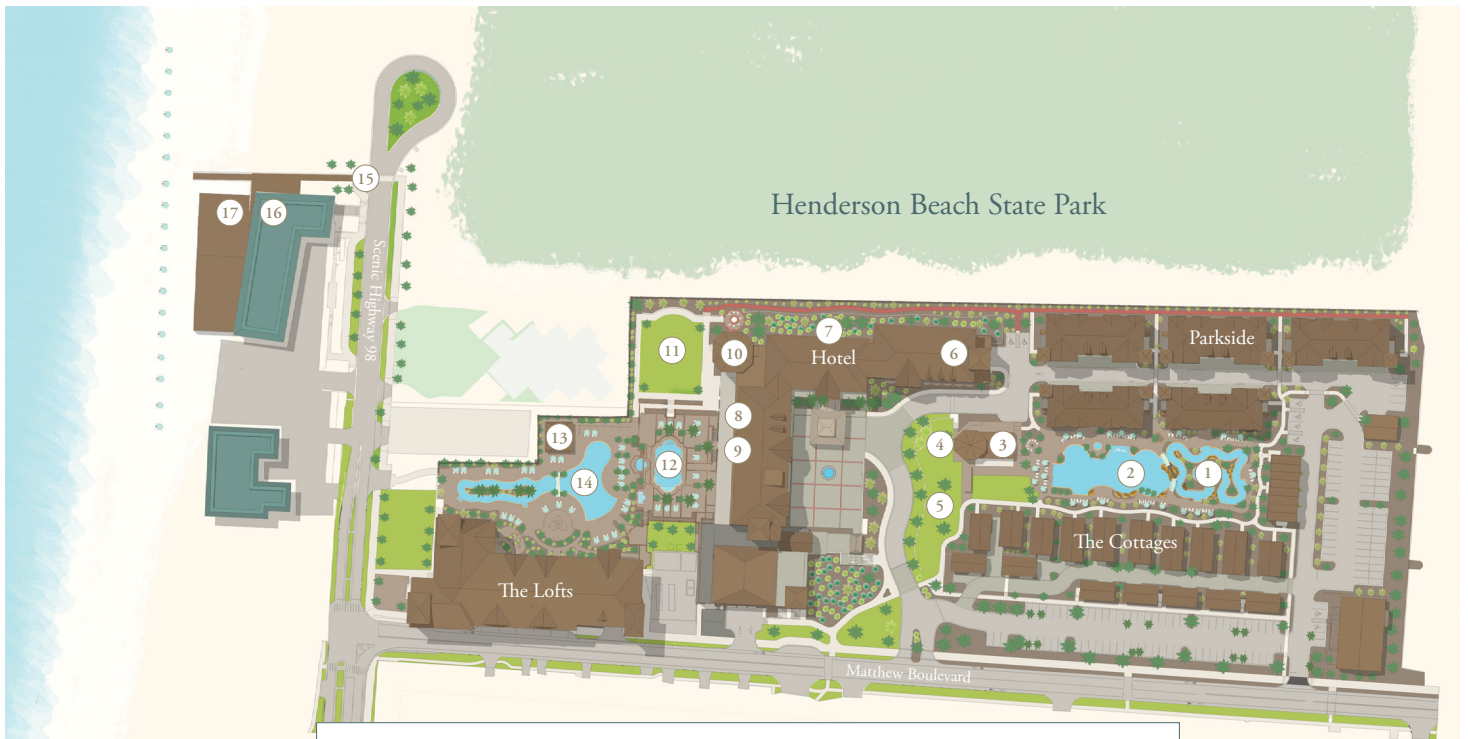 Henderson Beach State Park
15
17
16
Scenic Highway 98
11
10
7
Hotel
6
Parkside
8
9
13
12
14
4
3
5
2
1
The Cottages
The Lofts
Matthew Boulevard